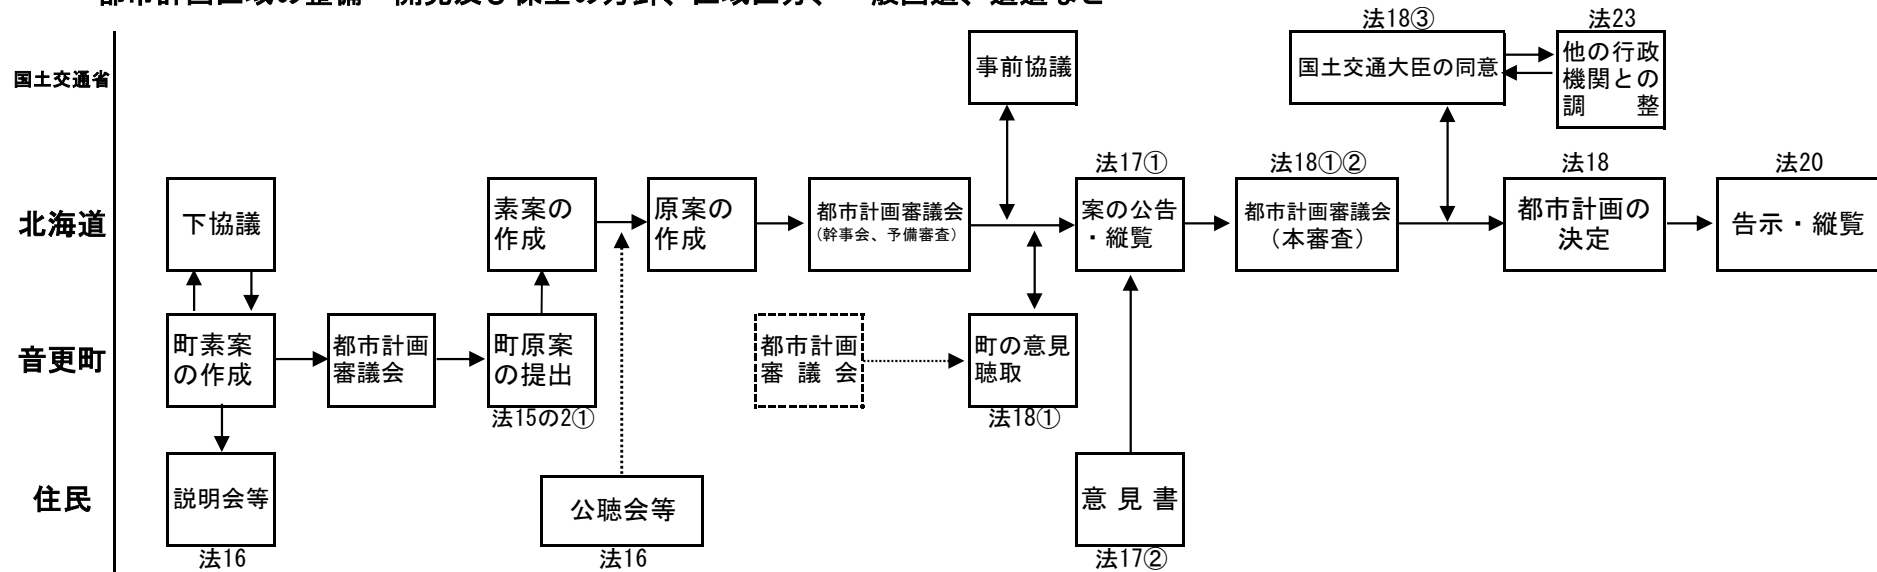 都市計画区域の整備・開発及び保全の方針、区域区分、一般国道、道道など
法18③
法23
国土交通省
事前協議
国土交通大臣の同意
他の行政
機関との
調整
法17①
法18①②
法18
法20
北海道
下協議
素案の
作成
原案の
作成
都市計画審議会
(幹事会、予備審査)
案の公告
・縦覧
都市計画審議会
(本審査)
都市計画の
決定
告示・縦覧
音更町
町素案
の作成
都市計画
審議会
町原案
の提出
都市計画
審議会
町の意見
聴取
法15の2①
法18①
住民
説明会等
公聴会等
意見書
法16
法16
法17②